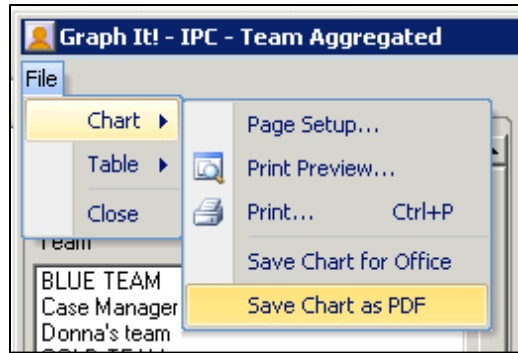 Graph It! - IPC - Team Aggregated
File
Chart
Table
Close
Page Setup...
Print Preview...
Print... Ctrl+P
Save Chart for Office
Save Chart as PDF
Team
BLUE TEAM
Case Manager
Donna's team